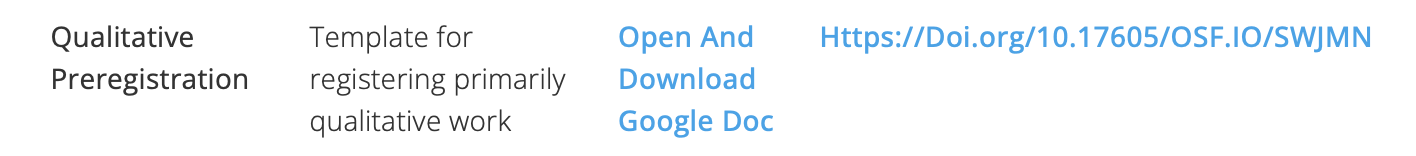 Qualitative
Preregistration
Template for
registering primarily
qualitative work
Open And
Download
Google Doc
Https://Doi.org/10.17605/OSF.IO/SWJMN